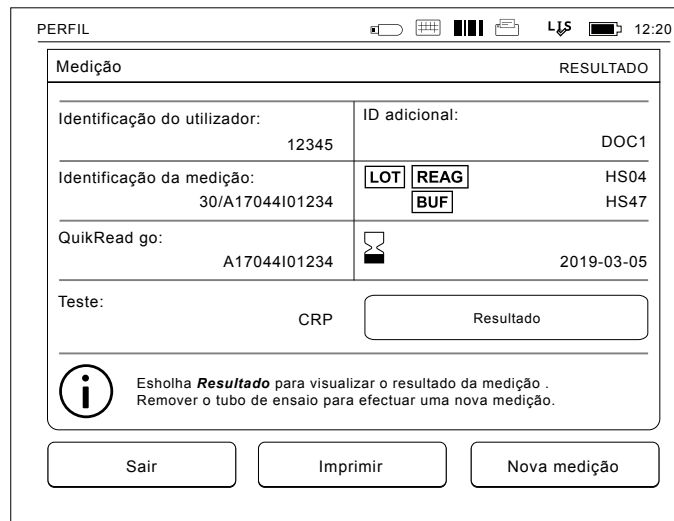 PERFIL LIS 12:20
Medição RESULTADO
Identificação do utilizador:
12345
ID adicional:
DOC1
Identificação da medição:
30/A17044I01234
LOT REAG HS04
BUF HS47
QuikRead go:
A17044I01234
2019-03-05
Teste:
CRP
Resultado
Esholha Resultado para visualizar o resultado da medição .
Remover o tubo de ensaio para efectuar uma nova medição.
Sair Imprimir Nova medição